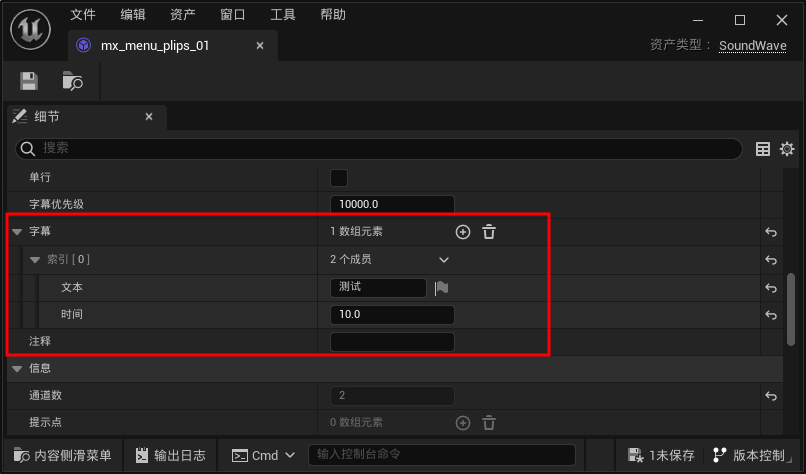 文件 编辑 资产 窗口 工具 帮助
mx_menu_plips_01
资产类型： SoundWave
细节
搜索
单行
字幕优先级 10000.0
字幕 1 数组元素
索引 [ 0 ] 2 个成员
文本 测试
时间 10.0
注释
信息
通道数 2
提示点 0 数组元素
内容侧滑菜单 输出日志 Cmd 输入控制台命令 1未保存 版本控制